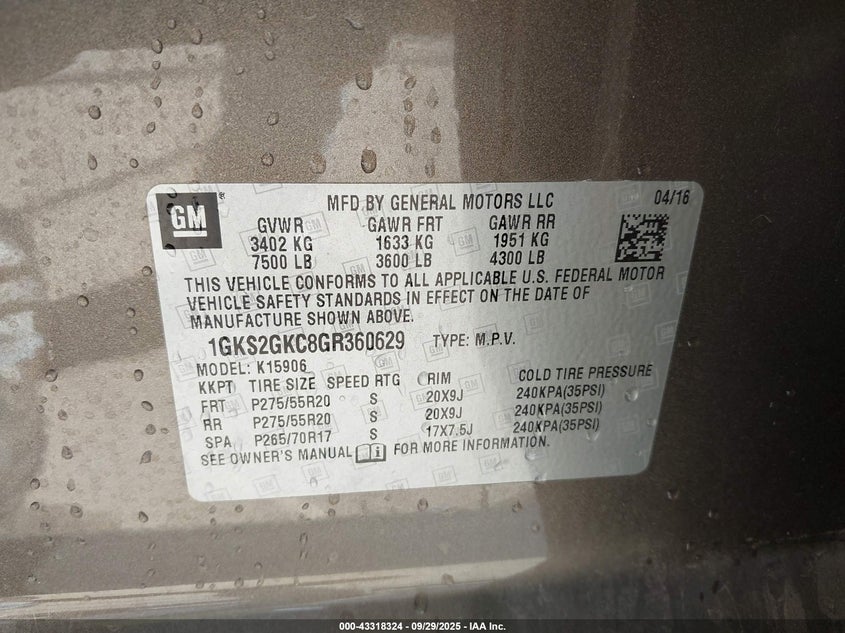 GM
MFD BY GENERAL MOTORS LLC 04/16
GVWR GAWR FRT GAWR RR
3402 KG 1633 KG 1951 KG
7500 LB 3600 LB 4300 LB
THIS VEHICLE CONFORMS TO ALL APPLICABLE U.S. FEDERAL MOTOR
VEHICLE SAFETY STANDARDS IN EFFECT ON THE DATE OF
MANUFACTURE SHOWN ABOVE.
1GKS2GKC8GR360629 TYPE: M.P.V.
MODEL: K15906
KKPT TIRE SIZE SPEED RTG RIM COLD TIRE PRESSURE
FRT P275/55R20 S 20X9J 240KPA(35PSI)
RR P275/55R20 S 20X9J 240KPA(35PSI)
SPA P265/70R17 S 17X7.5J 240KPA(35PSI)
SEE OWNER'S MANUAL FOR MORE INFORMATION.
000-43318324 | 09/29/2025 | IAA Inc.